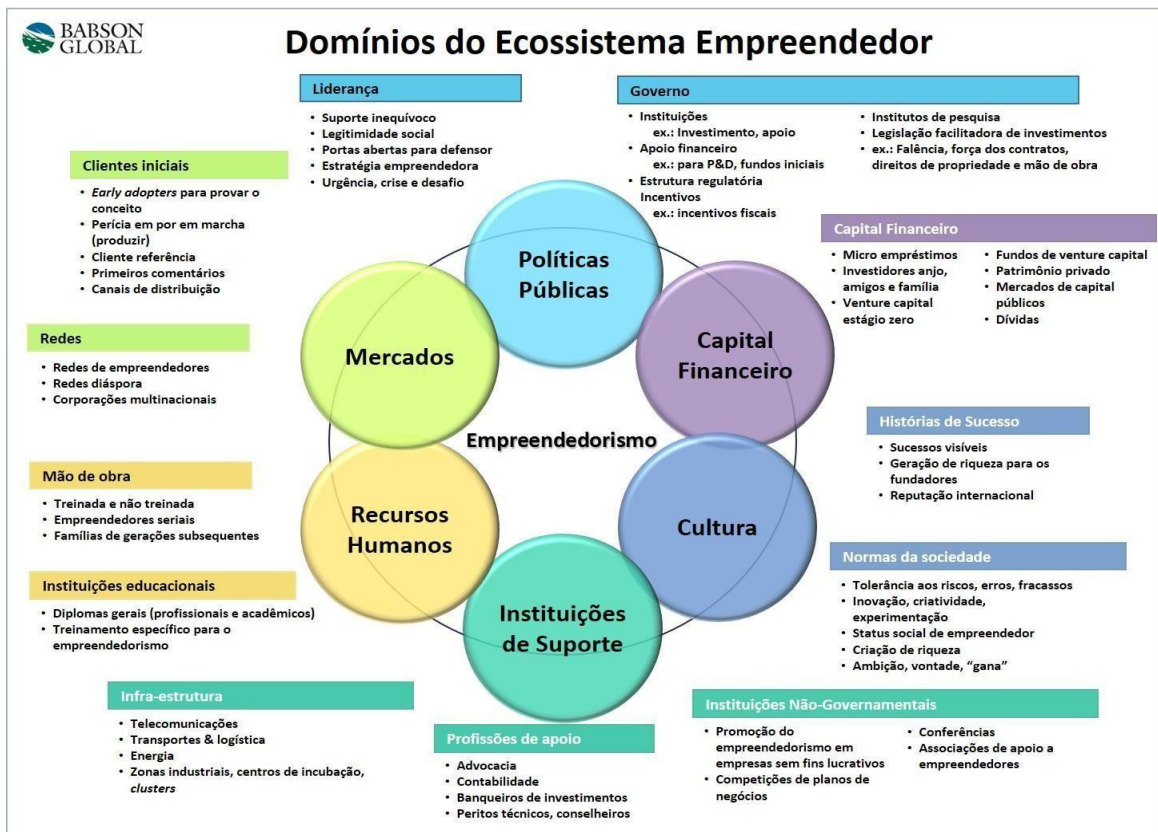 BABSON
GLOBAL
Domínios do Ecossistema Empreendedor
Liderança
• Suporte inequívoco
• Legitimidade social
• Portas abertas para defensor
• Estratégia empreendedora
• Urgência, crise e desafio
Governo
• Instituições
ex.: Investimento, apoio
• Apoio financeiro
ex.: para P&D, fundos iniciais
• Estrutura regulatória
Incentivos
ex.: incentivos fiscais
• Institutos de pesquisa
• Legislação facilitadora de investimentos
• ex.: Falência, força dos contratos,
direitos de propriedade e mão de obra
Clientes iniciais
• Early adopters para provar o
conceito
• Perícia em por em marcha
(produzir)
• Cliente referência
• Primeiros comentários
• Canais de distribuição
Capital Financeiro
• Micro empréstimos
• Investidores anjo,
amigos e família
• Venture capital
estágio zero
• Fundos de venture capital
• Patrimônio privado
• Mercados de capital
públicos
• Dívidas
Redes
• Redes de empreendedores
• Redes diáspora
• Corporações multinacionais
Políticas
Públicas
Mercados
Capital
Financeiro
Empreendedorismo
Recursos
Humanos
Cultura
Instituições
de Suporte
Histórias de Sucesso
• Sucessos visíveis
• Geração de riqueza para os
fundadores
• Reputação internacional
Mão de obra
• Treinada e não treinada
• Empreendedores seriais
• Famílias de gerações subsequentes
Normas da sociedade
• Tolerância aos riscos, erros, fracassos
• Inovação, criatividade,
experimentação
• Status social de empreendedor
• Criação de riqueza
• Ambição, vontade, “gana”
Instituições educacionais
• Diplomas gerais (profissionais e acadêmicos)
• Treinamento específico para o
empreendedorismo
Infra-estrutura
• Telecomunicações
• Transportes & logística
• Energia
• Zonas industriais, centros de incubação,
clusters
Profissões de apoio
• Advocacia
• Contabilidade
• Banqueiros de investimentos
• Peritos técnicos, conselheiros
Instituições Não-Governamentais
• Promoção do
empreendedorismo em
empresas sem fins lucrativos
• Competições de planos de
negócios
• Conferências
• Associações de apoio a
empreendedores